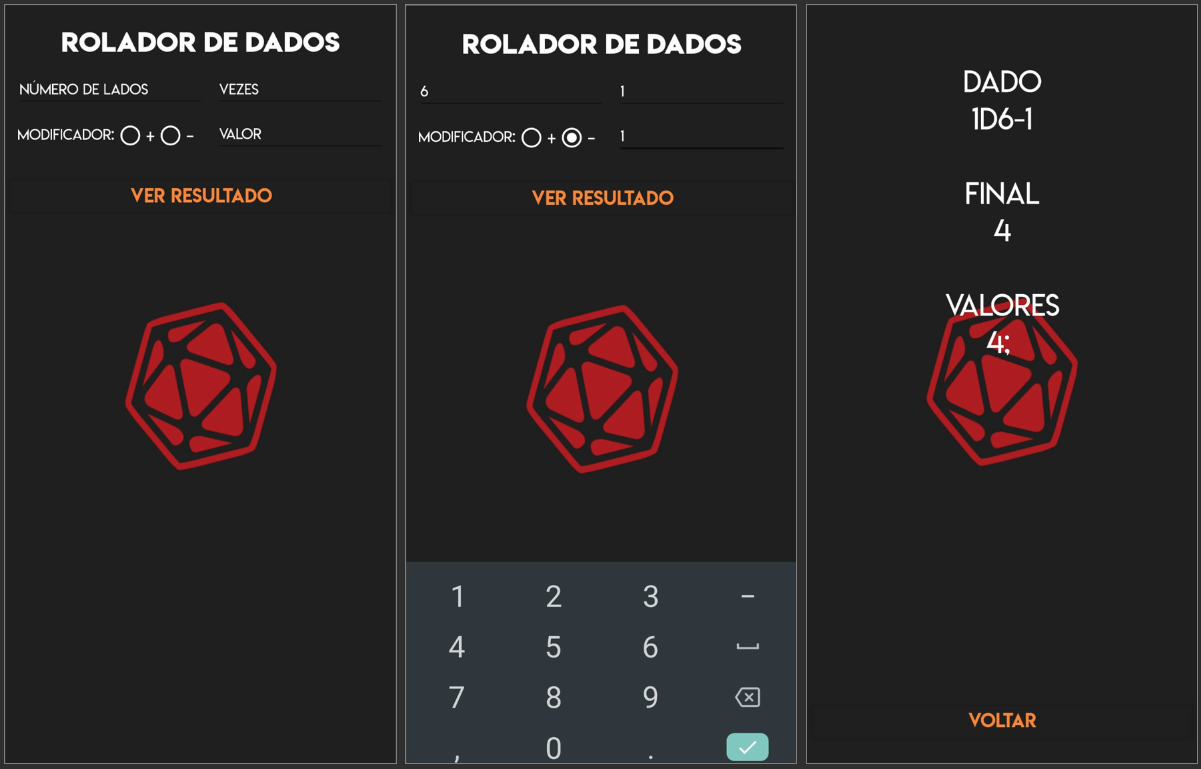 ROLADOR DE DADOS
NÚMERO DE LADOS VEZES
MODIFICADOR: + - VALOR
VER RESULTADO
ROLADOR DE DADOS
6 1
MODIFICADOR: + - 1
VER RESULTADO
1 2 3 -
4 5 6
7 8 9
, 0 .
DADO
1D6-1
FINAL
4
VALORES
4;
VOLTAR